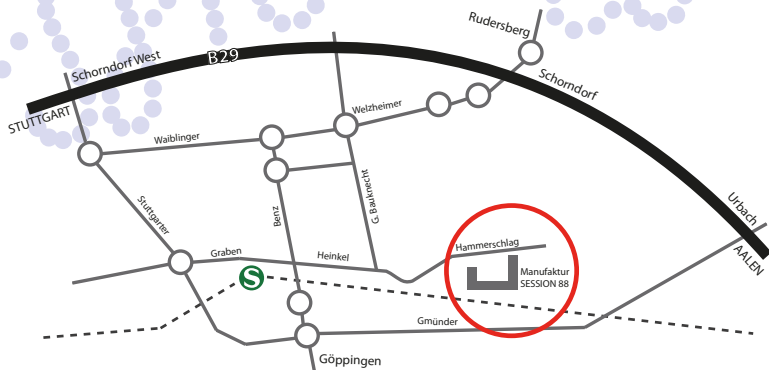 Rudersberg
Schorndorf West
B29
Schorndorf
STUTTGART
Welzheimer
Waiblinger
Stuttgarter
Benz
G. Bauknecht
Urbach
AALEN
Graben
Heinkel
Hammerschlag
S
Manufaktur
SESSION 88
Gmünder
Göppingen